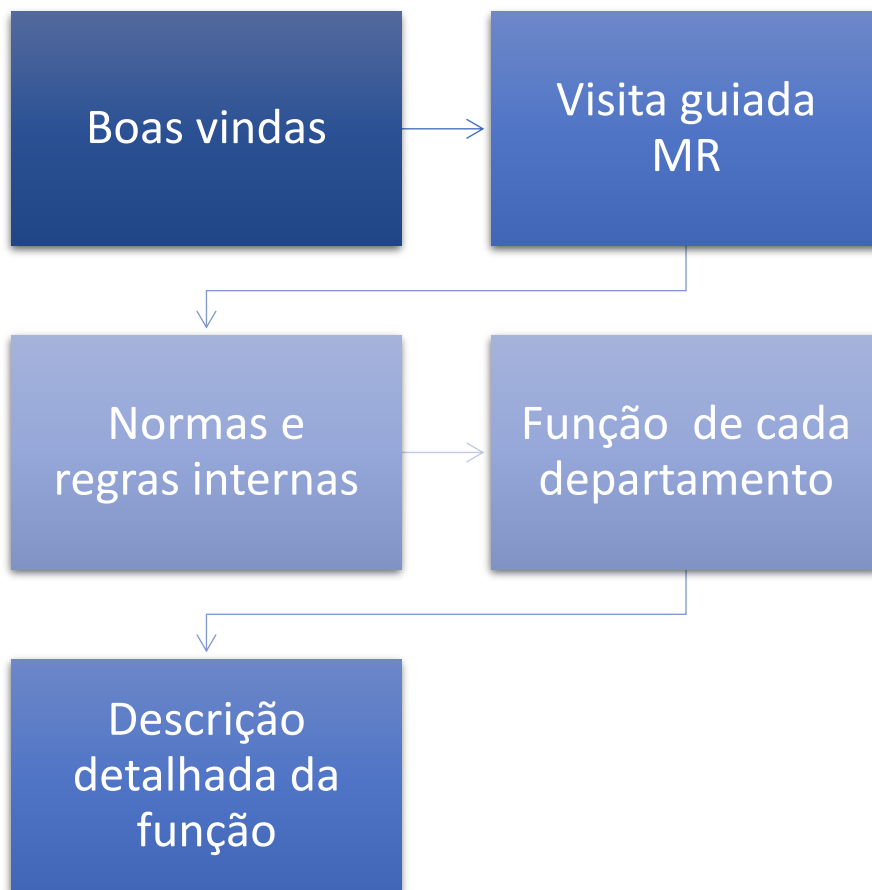 Boas vindas
Visita guiada
MR
Normas e
regras internas
Função  de cada
departamento
Descrição
detalhada da
função